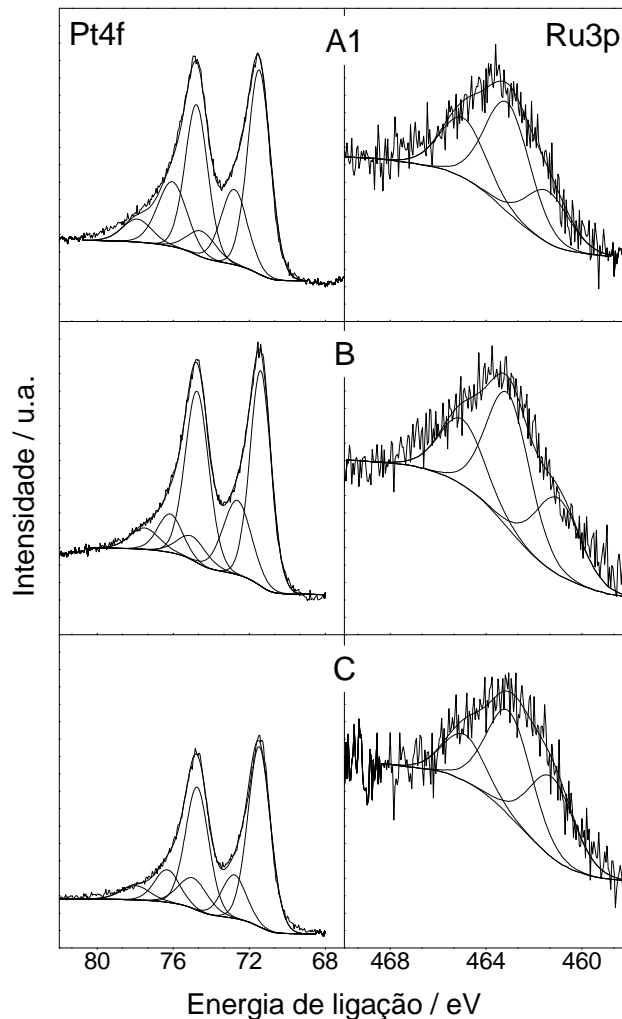 Pt4f A1 Ru3p
B
C
Intensidade / u.a.
80 76 72 68 468 464 460
Energia de ligação / eV